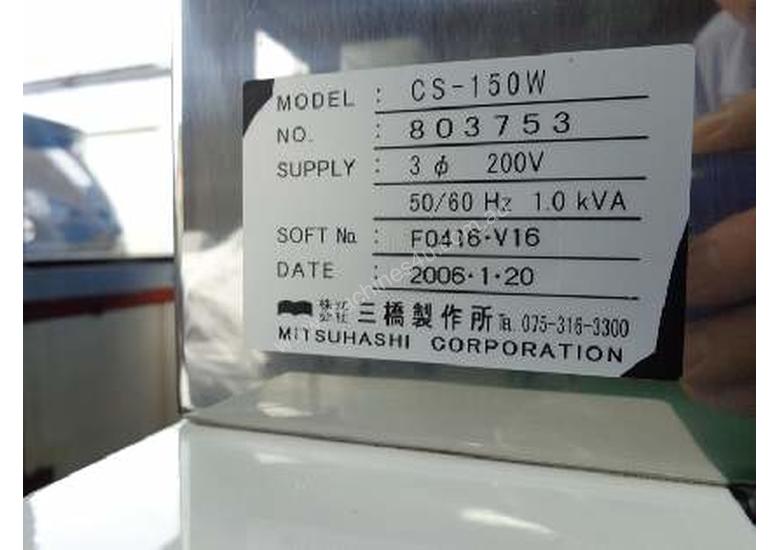 MODEL : CS-150W
NO. : 803753
SUPPLY : 3φ 200V
50/60 Hz 1.0 kVA
SOFT No. : F0416·V16
DATE : 2006·1·20
株式会社 三橋製作所 TEL. 075-316-3300
MITSUHASHI CORPORATION